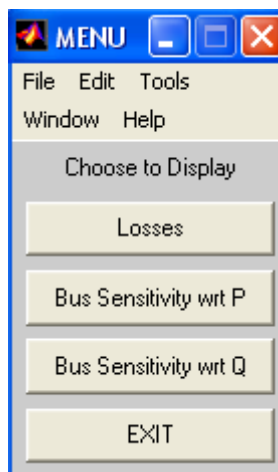 MENU
File Edit Tools
Window Help
Choose to Display
Losses
Bus Sensitivity wrt P
Bus Sensitivity wrt Q
EXIT